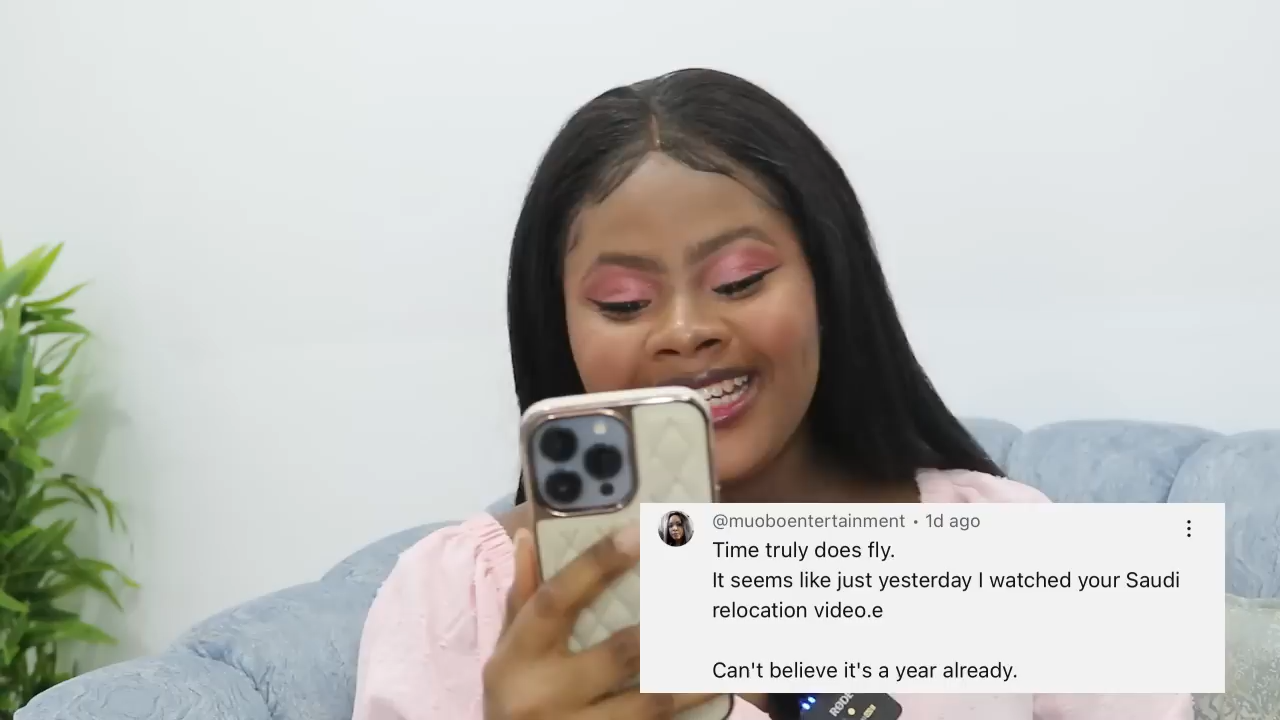 @muoboentertainment • 1d ago
Time truly does fly.
It seems like just yesterday I watched your Saudi
relocation video.e
Can't believe it's a year already.
RØDE